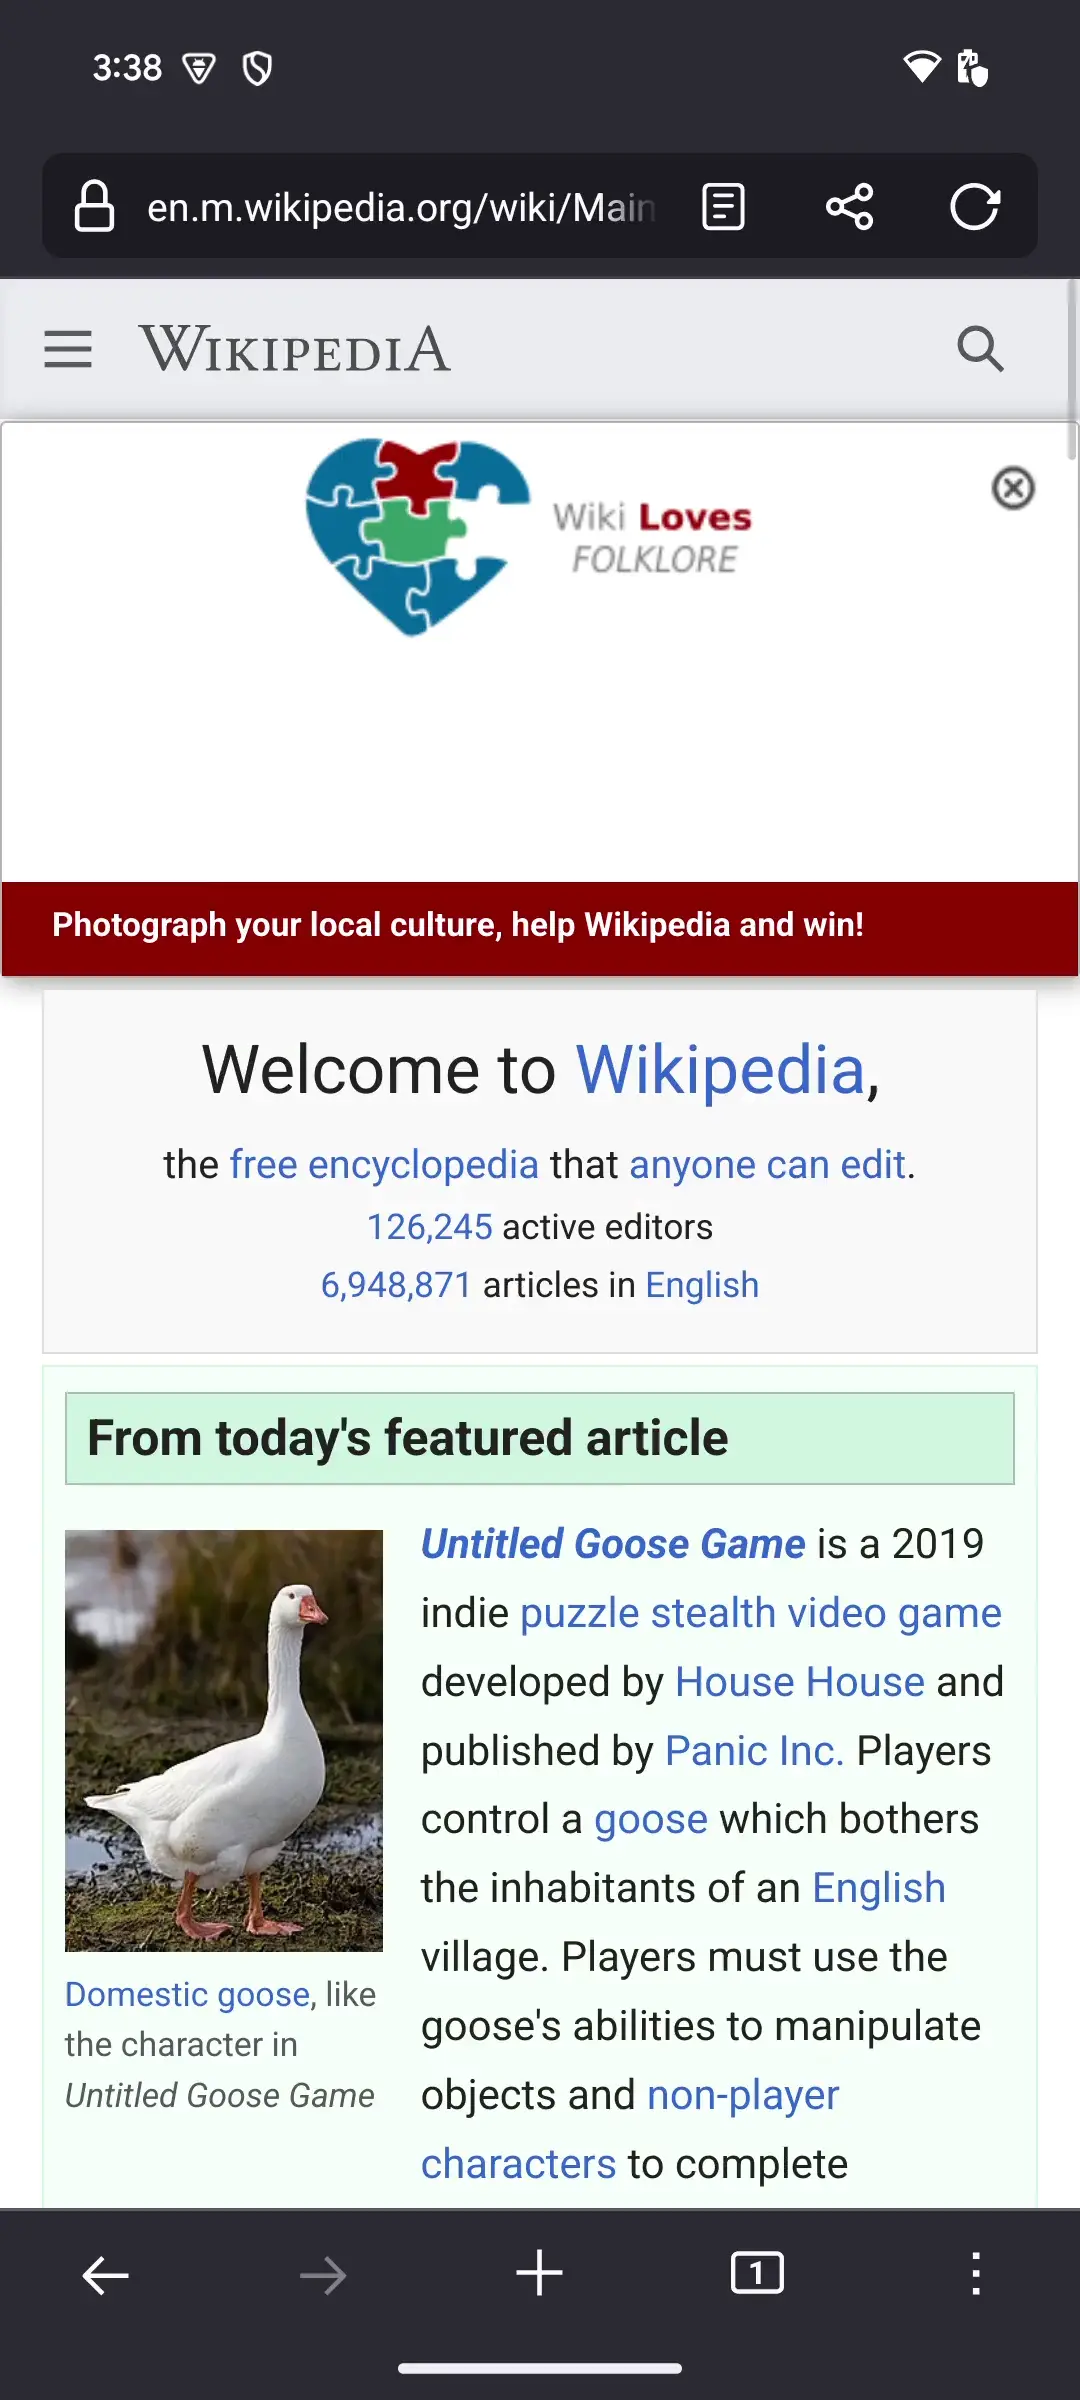 3:38
en.m.wikipedia.org/wiki/Main
WIKIPEDIA
Wiki Loves
FOLKLORE
Photograph your local culture, help Wikipedia and win!
Welcome to Wikipedia,
the free encyclopedia that anyone can edit.
126,245 active editors
6,948,871 articles in English
From today's featured article
Untitled Goose Game is a 2019
indie puzzle stealth video game
developed by House House and
published by Panic Inc. Players
control a goose which bothers
the inhabitants of an English
village. Players must use the
goose's abilities to manipulate
objects and non-player
characters to complete
Domestic goose, like
the character in
Untitled Goose Game
1